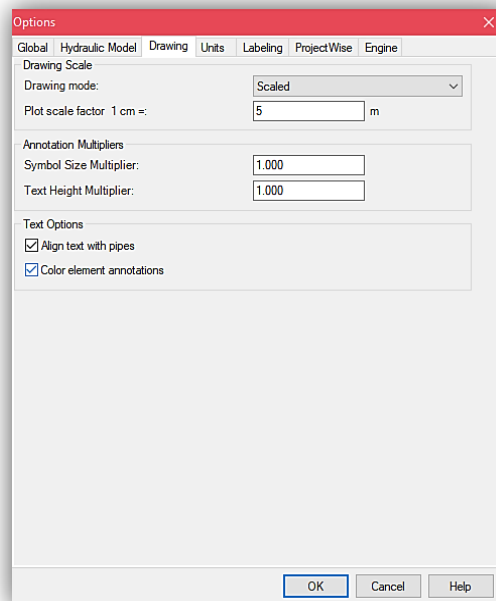 Options
Global Hydraulic Model Drawing Units Labeling ProjectWise Engine
Drawing Scale
Drawing mode: Scaled
Plot scale factor 1 cm =: 5 m
Annotation Multipliers
Symbol Size Multiplier: 1.000
Text Height Multiplier: 1.000
Text Options
Align text with pipes
Color element annotations
OK Cancel Help